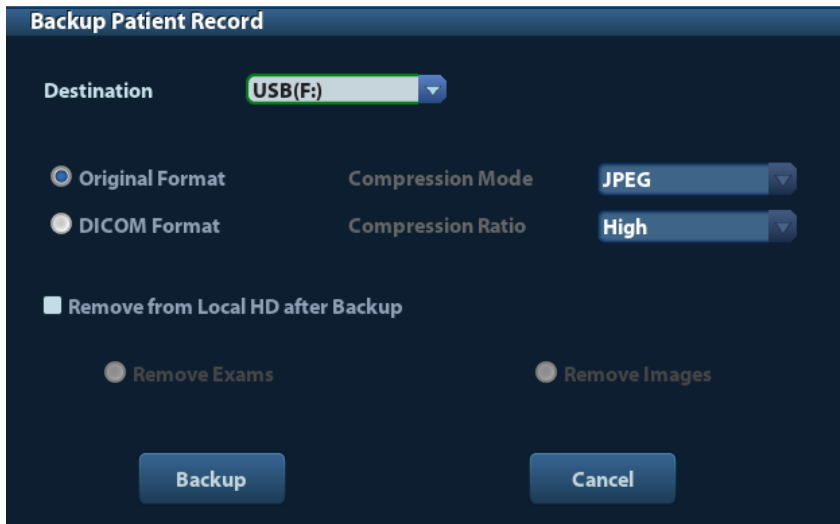 Backup Patient Record
Destination USB(F:)
Original Format Compression Mode JPEG
DICOM Format Compression Ratio High
Remove from Local HD after Backup
Remove Exams Remove Images
Backup Cancel